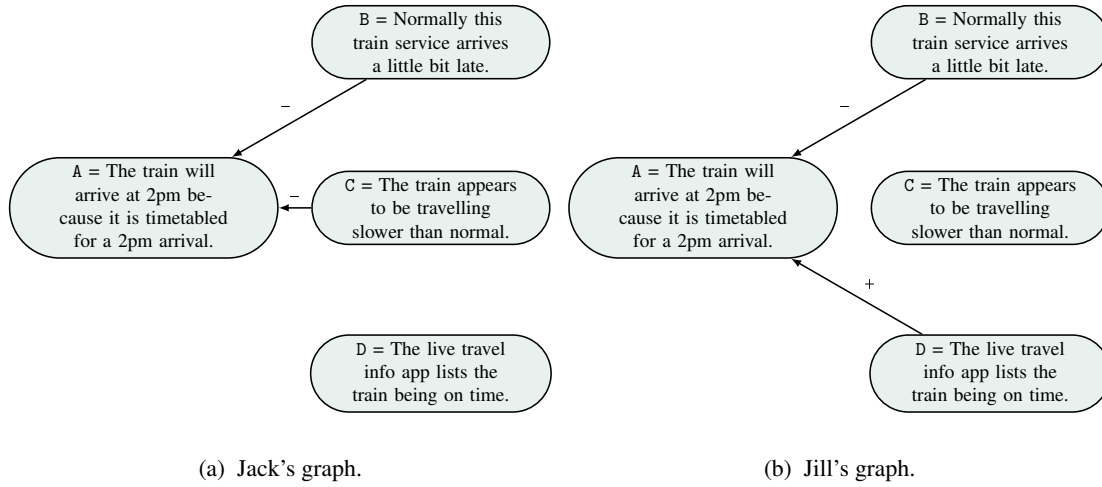 B = Normally this
train service arrives
a little bit late.
–
A = The train will
arrive at 2pm be-
cause it is timetabled
for a 2pm arrival.
–
C = The train appears
to be travelling
slower than normal.
D = The live travel
info app lists the
train being on time.
(a) Jack's graph.
B = Normally this
train service arrives
a little bit late.
–
A = The train will
arrive at 2pm be-
cause it is timetabled
for a 2pm arrival.
C = The train appears
to be travelling
slower than normal.
+
D = The live travel
info app lists the
train being on time.
(b) Jill's graph.